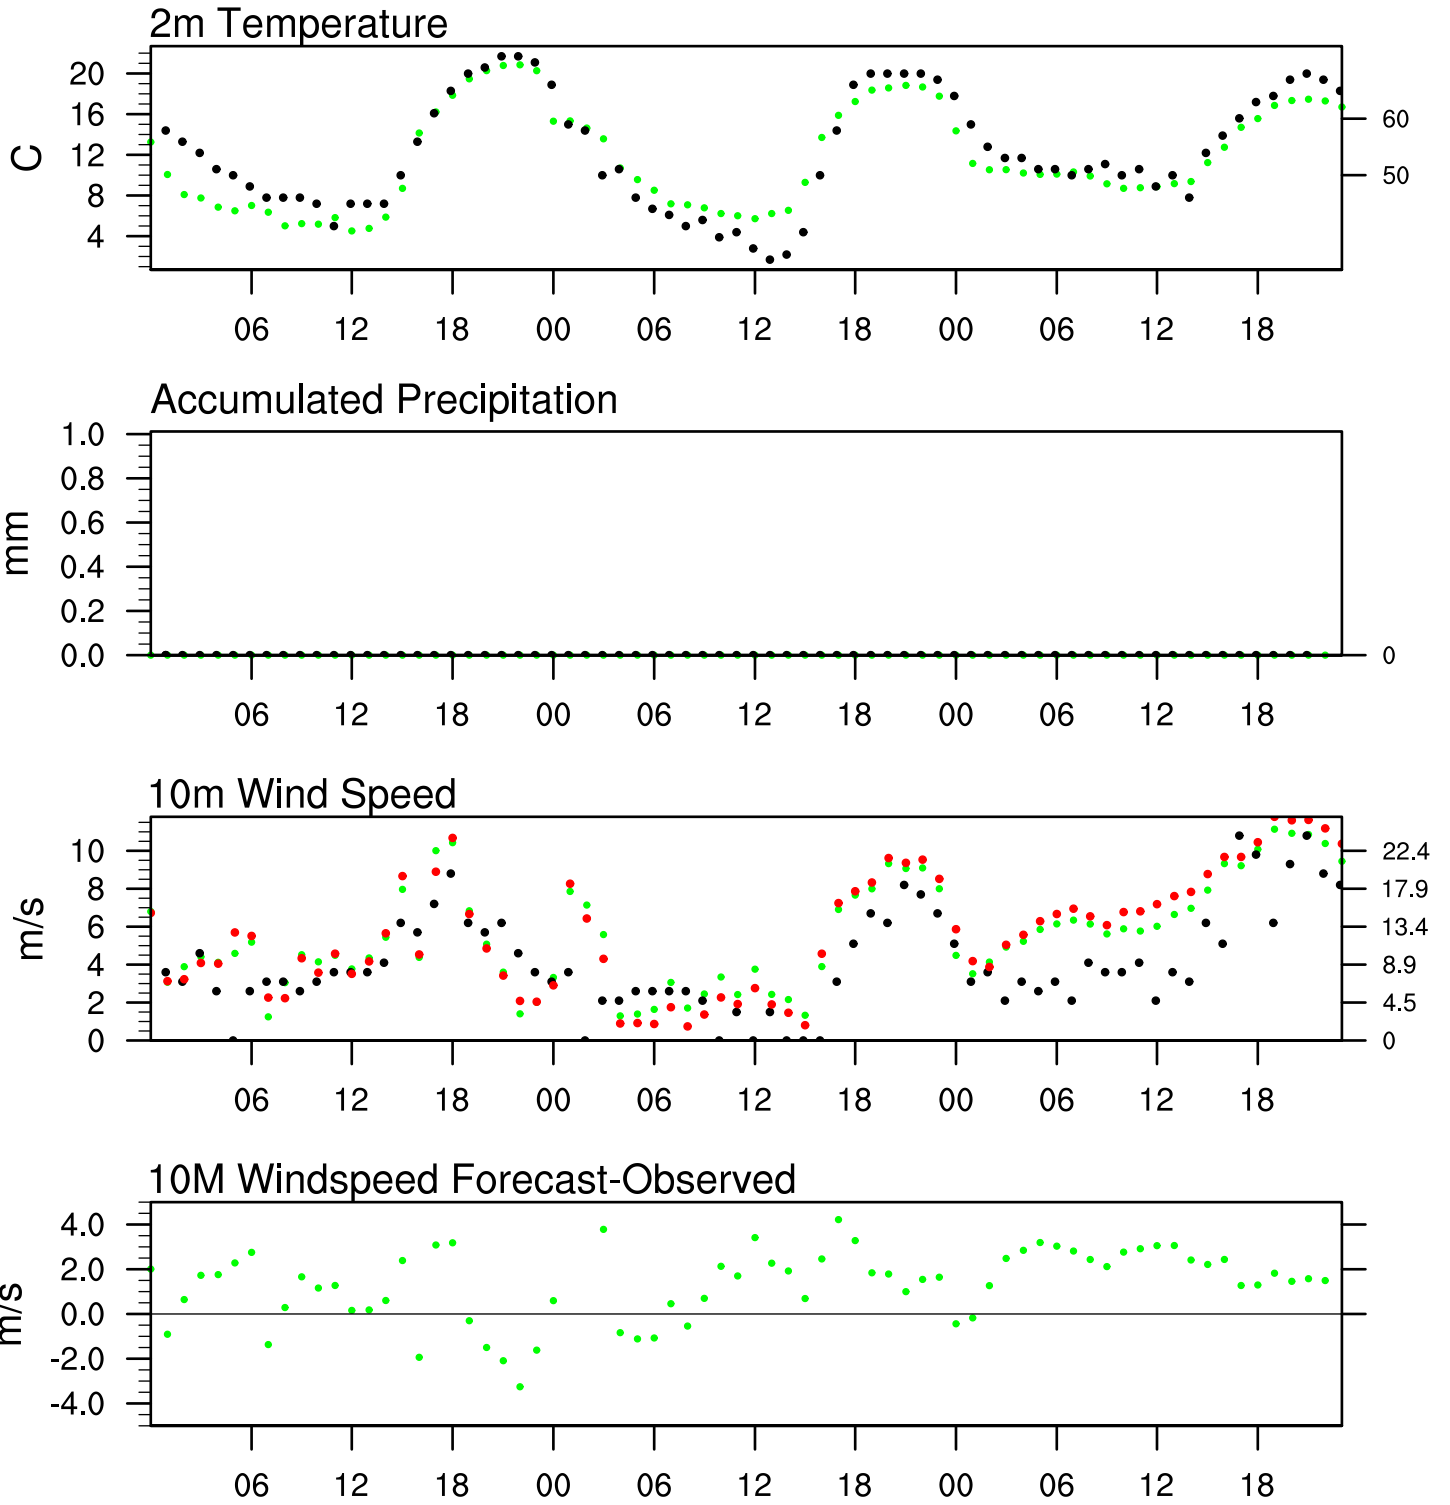 2m Temperature
20
16
12
8
4
C
60
50
06 12 18 00 06 12 18 00 06 12 18
Accumulated Precipitation
1.0
0.8
0.6
0.4
0.2
0.0
mm
0
06 12 18 00 06 12 18 00 06 12 18
10m Wind Speed
10
8
6
4
2
0
m/s
22.4
17.9
13.4
8.9
4.5
0
06 12 18 00 06 12 18 00 06 12 18
10M Windspeed Forecast-Observed
4.0
2.0
0.0
-2.0
-4.0
m/s
06 12 18 00 06 12 18 00 06 12 18